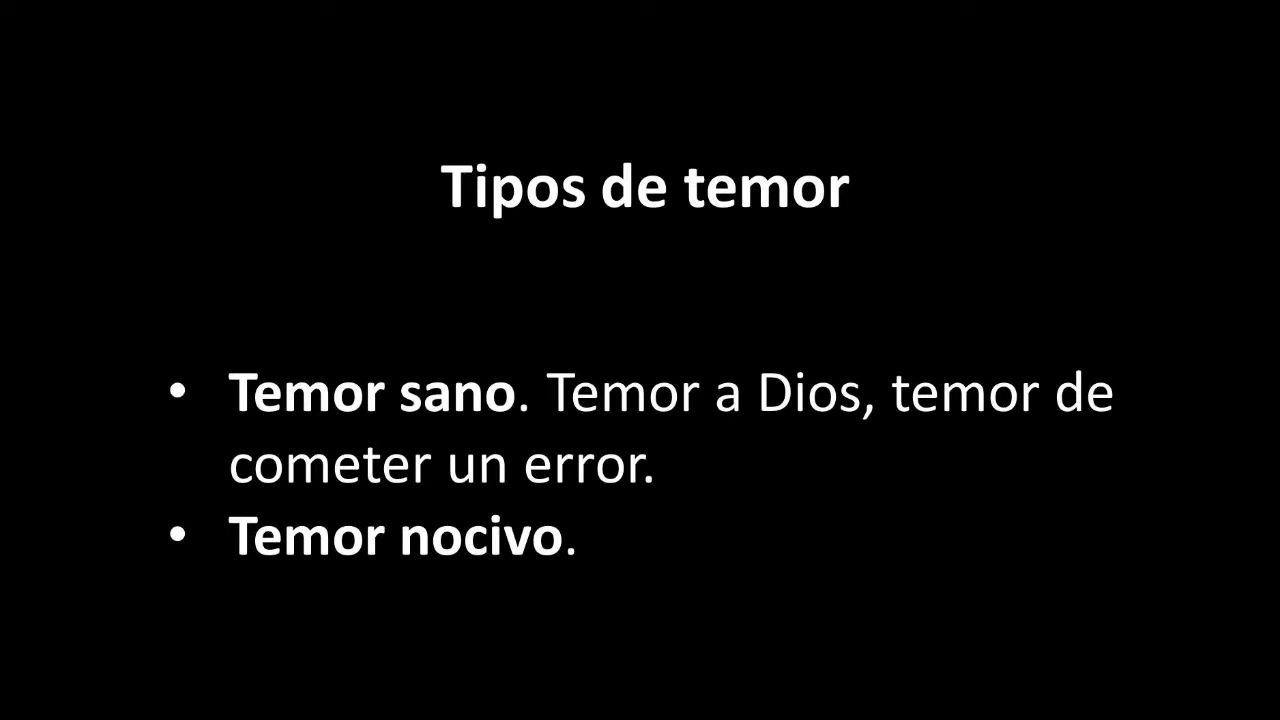 Tipos de temor
• Temor sano. Temor a Dios, temor de
cometer un error.
• Temor nocivo.